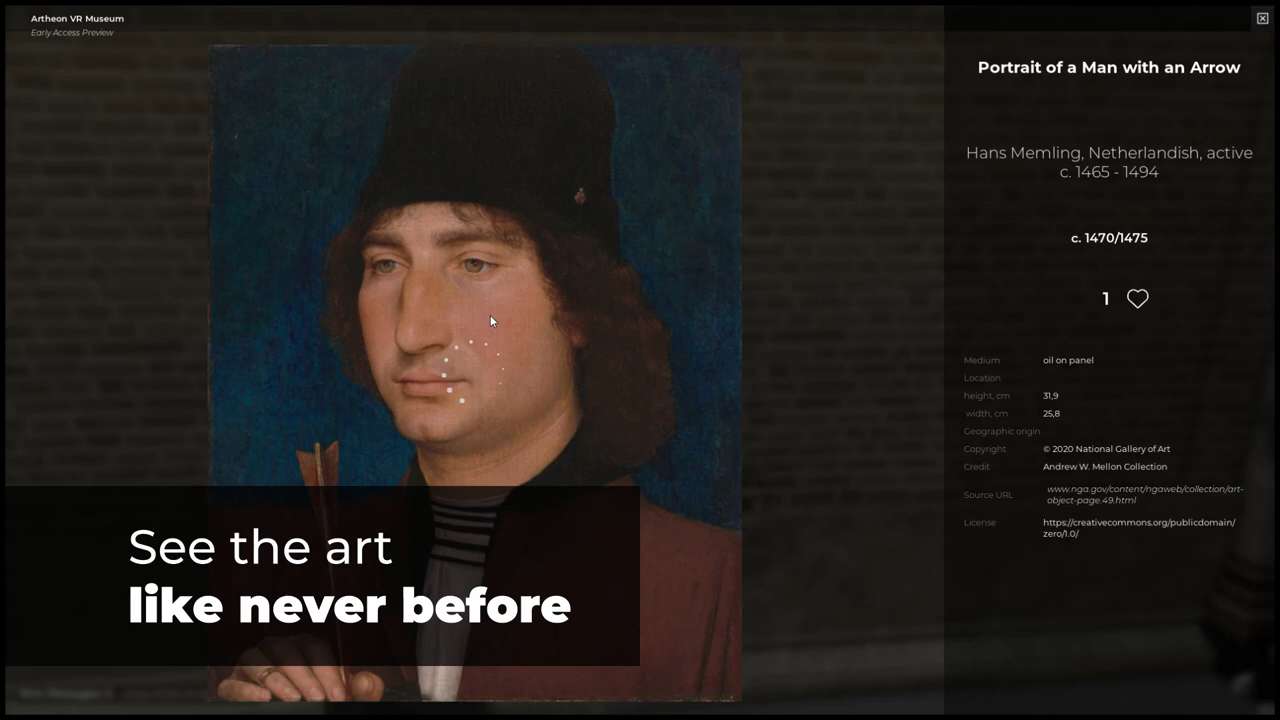 Artheon VR Museum
Early Access Preview
Portrait of a Man with an Arrow
Hans Memling, Netherlandish, active
c. 1465 - 1494
c. 1470/1475
1
Medium oil on panel
Location
height, cm 31,9
width, cm 25,8
Geographic origin
Copyright © 2020 National Gallery of Art
Credit Andrew W. Mellon Collection
Source URL www.nga.gov/content/ngaweb/collection/art-
object-page.49.html
License https://creativecommons.org/publicdomain/
zero/1.0/
See the art
like never before